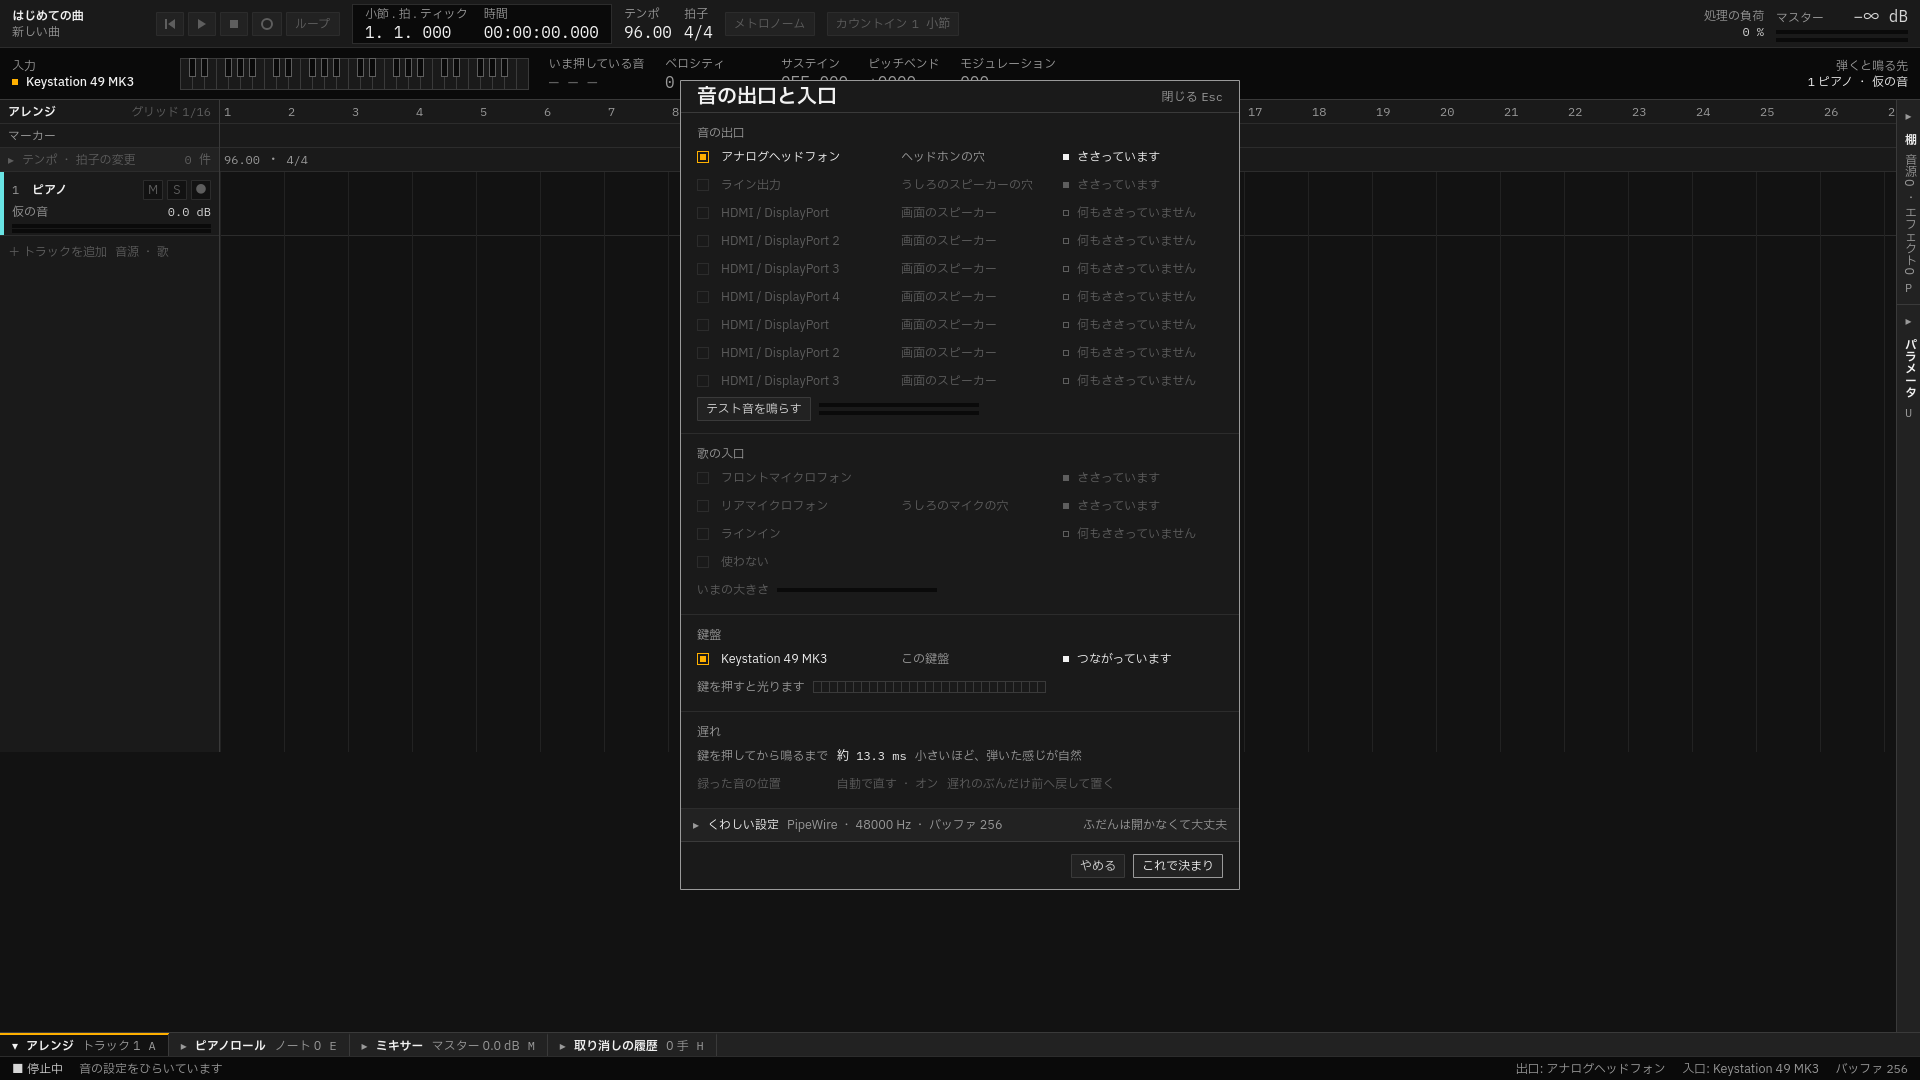 はじめての曲
新しい曲
ループ
小節 . 拍 . ティック 時間
1. 1. 000 00:00:00.000
テンポ 拍子
96.00 4/4
メトロノーム
カウントイン 1 小節
処理の負荷
0 %
マスター -∞ dB
入力
Keystation 49 MK3
いま押している音 ベロシティ サステイン ピッチベンド モジュレーション
— — — 0
弾くと鳴る先
1 ピアノ · 仮の音
アレンジ グリッド 1/16
1 2 3 4 5 6 7 8 17 18 19 20 21 22 23 24 25 26
マーカー
▸ テンポ · 拍子の変更 0 件
96.00 · 4/4
1 ピアノ M S
仮の音 0.0 dB
+ トラックを追加 音源 · 歌
音の出口と入口 閉じる Esc
音の出口
アナログヘッドフォン ヘッドホンの穴 ささっています
ライン出力 うしろのスピーカーの穴 ささっています
HDMI / DisplayPort 画面のスピーカー 何もささっていません
HDMI / DisplayPort 2 画面のスピーカー 何もささっていません
HDMI / DisplayPort 3 画面のスピーカー 何もささっていません
HDMI / DisplayPort 4 画面のスピーカー 何もささっていません
HDMI / DisplayPort 画面のスピーカー 何もささっていません
HDMI / DisplayPort 2 画面のスピーカー 何もささっていません
HDMI / DisplayPort 3 画面のスピーカー 何もささっていません
テスト音を鳴らす
歌の入口
フロントマイクロフォン ささっています
リアマイクロフォン うしろのマイクの穴 ささっています
ラインイン 何もささっていません
使わない
いまの大きさ
鍵盤
Keystation 49 MK3 この鍵盤 つながっています
鍵を押すと光ります
遅れ
鍵を押してから鳴るまで 約 13.3 ms 小さいほど、弾いた感じが自然
録った音の位置 自動で直す · オン 遅れのぶんだけ前へ戻して置く
▸ くわしい設定 PipeWire · 48000 Hz · バッファ 256 ふだんは開かなくて大丈夫
やめる これで決まり
棚 音源 0 · エフェクト 0 P
パラメータ U
▾ アレンジ トラック 1 A
▸ ピアノロール ノート 0 E
▸ ミキサー マスター 0.0 dB M
▸ 取り消しの履歴 0 手 H
■ 停止中 音の設定をひらいています
出口: アナログヘッドフォン 入口: Keystation 49 MK3 バッファ 256